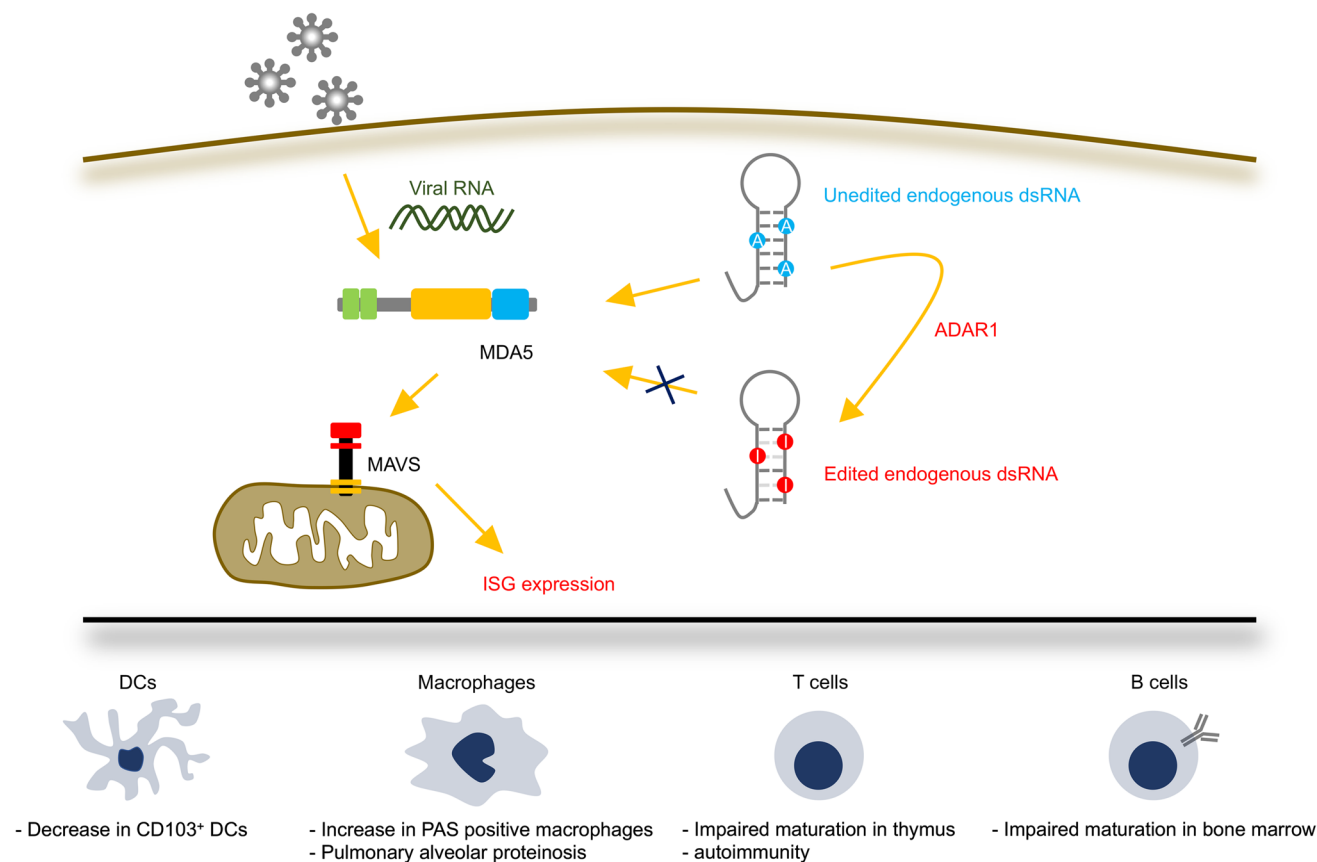 Viral RNA
Unedited endogenous dsRNA
A
A
A
ADAR1
MDA5
MAVS
I
I
I
Edited endogenous dsRNA
ISG expression
DCs
Macrophages
T cells
B cells
- Decrease in CD103⁺ DCs
- Increase in PAS positive macrophages
- Pulmonary alveolar proteinosis
- Impaired maturation in thymus
- autoimmunity
- Impaired maturation in bone marrow